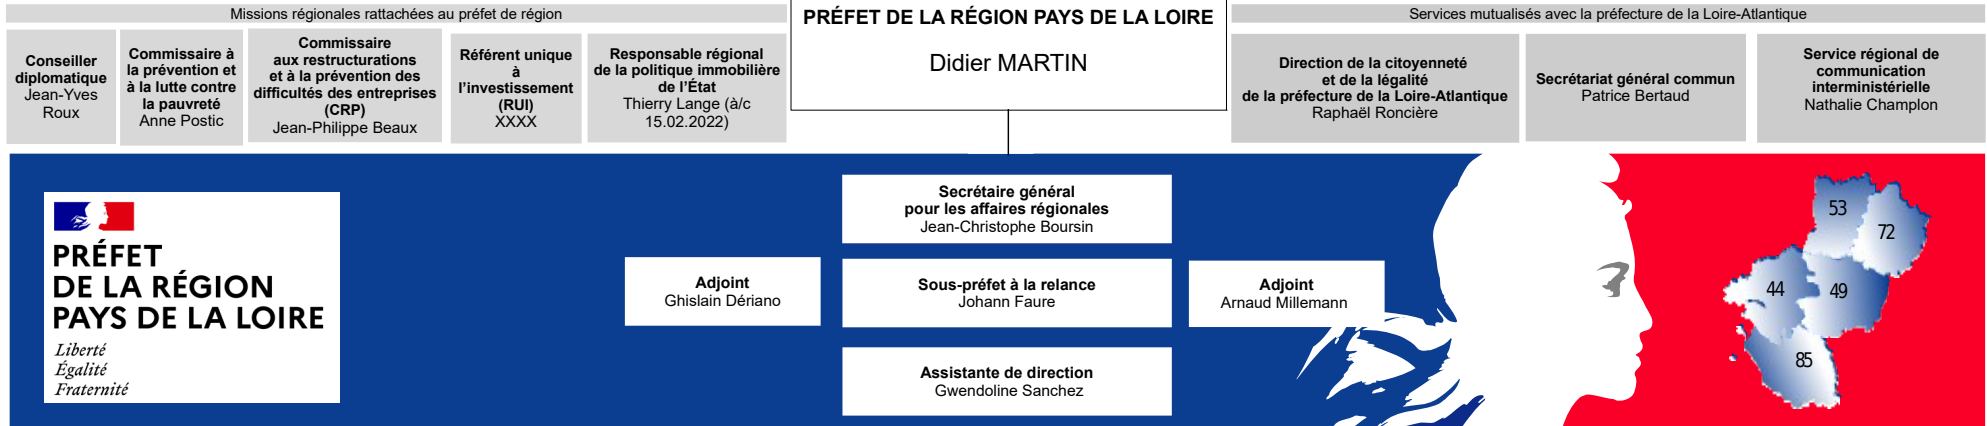 Missions régionales rattachées au préfet de région
Conseiller
diplomatique
Jean-Yves
Roux
Commissaire à
la prévention et
à la lutte contre
la pauvreté
Anne Postic
Commissaire
aux restructurations
et à la prévention des
difficultés des entreprises
(CRP)
Jean-Philippe Beaux
Référent unique
à
l'investissement
(RUI)
XXXX
Responsable régional
de la politique immobilière
de l'État
Thierry Lange (à/c
15.02.2022)
PRÉFET DE LA RÉGION PAYS DE LA LOIRE
Didier MARTIN
Services mutualisés avec la préfecture de la Loire-Atlantique
Direction de la citoyenneté
et de la légalité
de la préfecture de la Loire-Atlantique
Raphaël Roncière
Secrétariat général commun
Patrice Bertaud
Service régional de
communication
interministérielle
Nathalie Champlon
PRÉFET
DE LA RÉGION
PAYS DE LA LOIRE
Liberté
Égalité
Fraternité
Secrétaire général
pour les affaires régionales
Jean-Christophe Boursin
Adjoint
Ghislain Dériano
Sous-préfet à la relance
Johann Faure
Adjoint
Arnaud Millemann
Assistante de direction
Gwendoline Sanchez
53
72
44
49
85